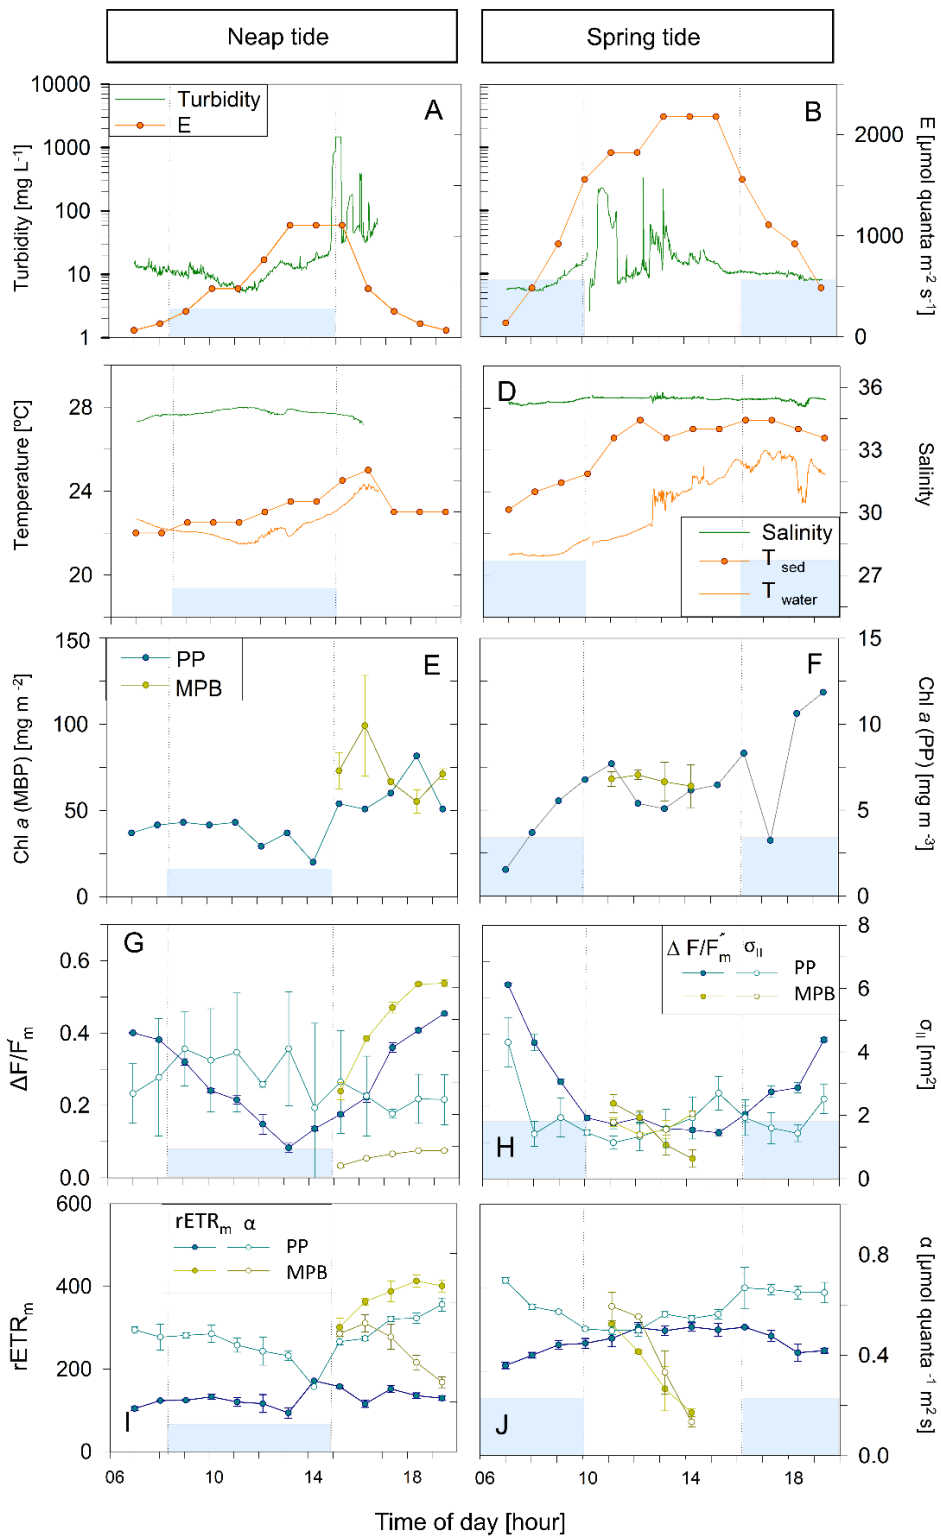 Neap tide
Spring tide
10000
1000
100
10
1
Turbidity [mg L-1]
Turbidity
E
A
B
2000
1000
0
E [µmol quanta m-2 s-1]
28
24
20
Temperature [ºC]
D
Salinity
T sed
T water
36
33
30
27
Salinity
150
100
50
0
Chl a (MBP) [mg m -2]
PP
MPB
E
F
15
10
5
0
Chl a (PP) [mg m -3]
0.6
0.4
0.2
0.0
ΔF/F'm
G
H
Δ F/F″m σII
PP
MPB
8
6
4
2
0
σII [nm2]
600
400
200
0
rETRm
rETRm α
PP
MPB
I
J
0.8
0.4
0.0
α [µmol quanta -1 m2 s]
06 10 14 18
06 10 14 18
Time of day [hour]